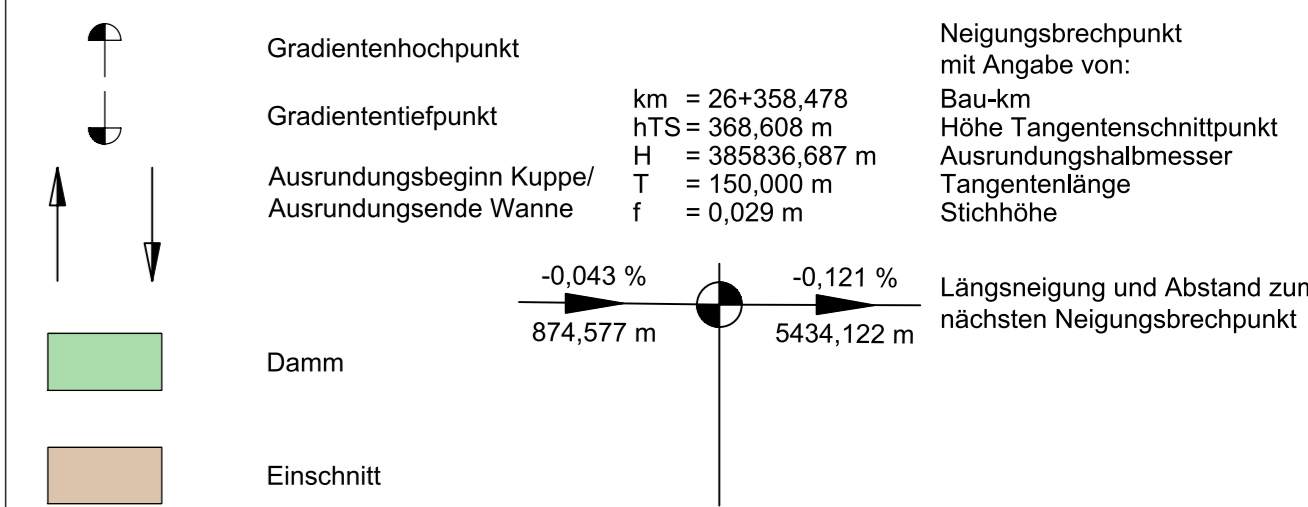 Gradientenhochpunkt
Gradiententiefpunkt
Ausrundungsbeginn Kuppe/
Ausrundungsende Wanne
Damm
Einschnitt
Neigungsbrechpunkt
mit Angabe von:
km = 26+358,478 Bau-km
hTS = 368,608 m Höhe Tangentenschnittpunkt
H = 385836,687 m Ausrundungshalbmesser
T = 150,000 m Tangentenlänge
f = 0,029 m Stichhöhe
-0,043 % -0,121 %
874,577 m 5434,122 m
Längsneigung und Abstand zum
nächsten Neigungsbrechpunkt